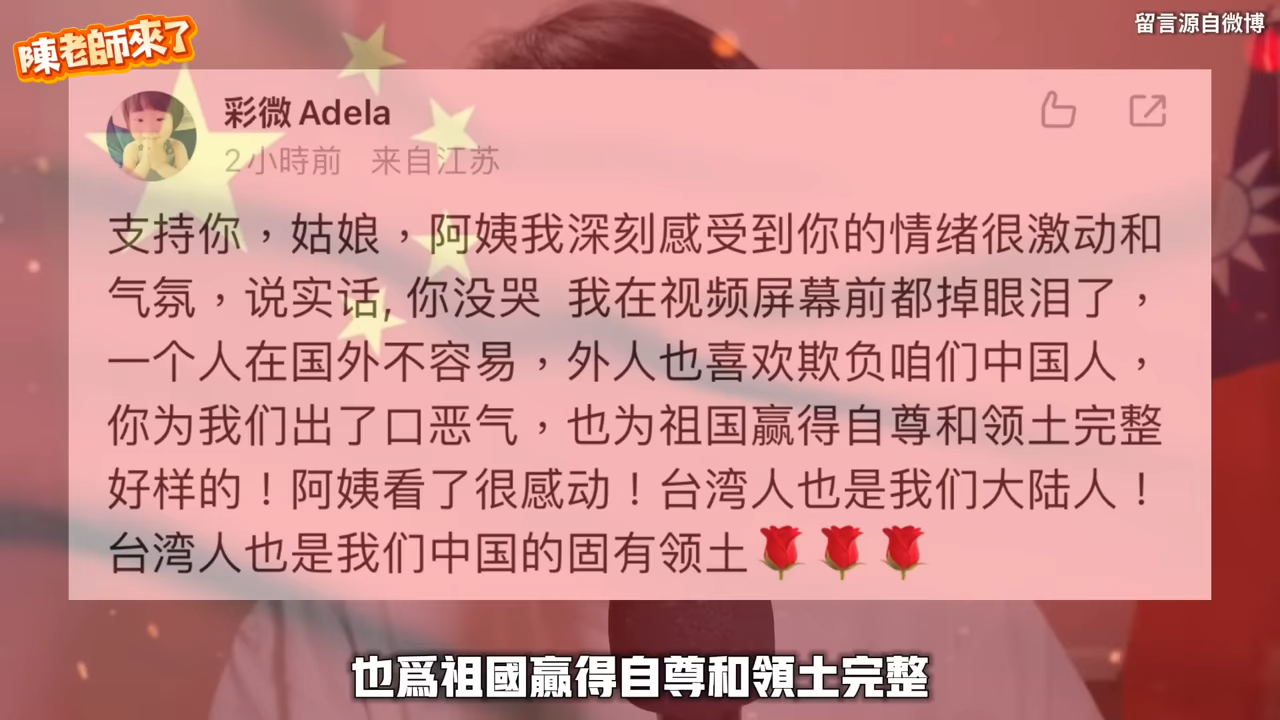 陳老師來了
留言源自微博
彩微 Adela
2小時前 来自江苏
支持你，姑娘，阿姨我深刻感受到你的情绪很激动和
气氛，说实话, 你没哭 我在视频屏幕前都掉眼泪了，
一个人在国外不容易，外人也喜欢欺负咱们中国人，
你为我们出了口恶气，也为祖国赢得自尊和领土完整
好样的！阿姨看了很感动！台湾人也是我们大陆人！
台湾人也是我们中国的固有领土🌹🌹🌹
也爲祖國贏得自尊和領土完整